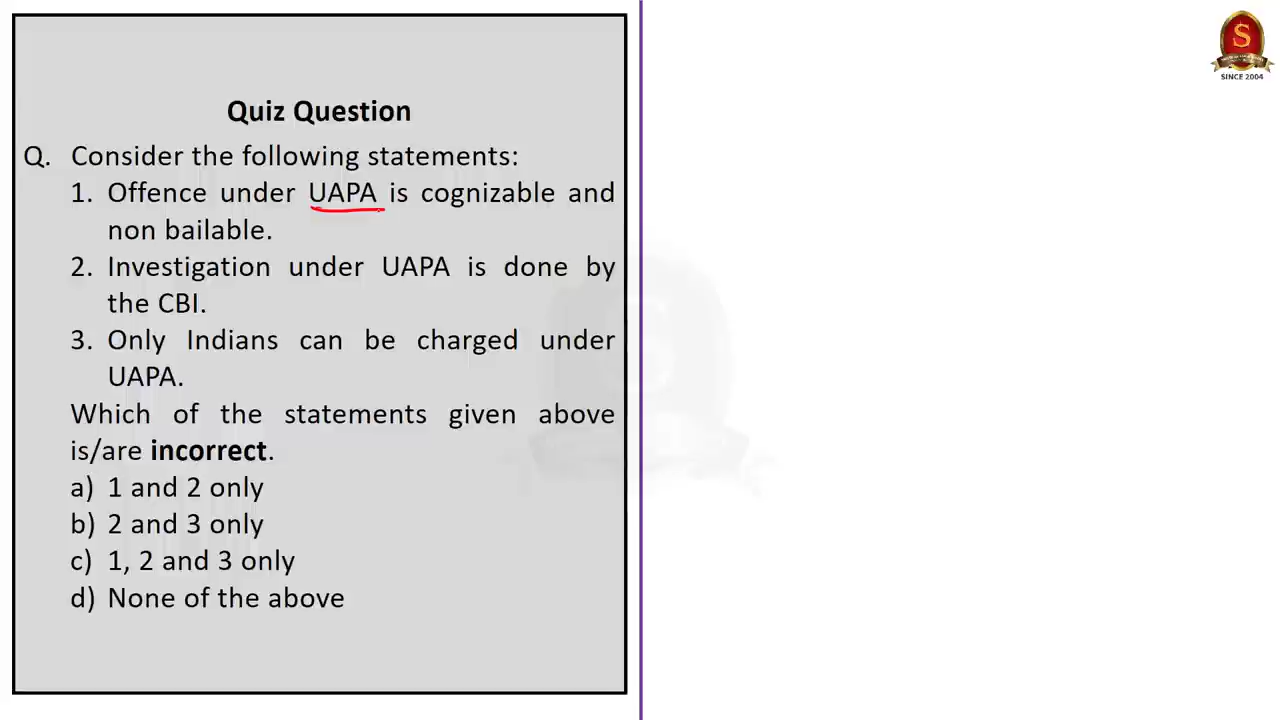 SINCE 2004
Quiz Question
Q. Consider the following statements:
1. Offence under UAPA is cognizable and
non bailable.
2. Investigation under UAPA is done by
the CBI.
3. Only Indians can be charged under
UAPA.
Which of the statements given above
is/are incorrect.
a) 1 and 2 only
b) 2 and 3 only
c) 1, 2 and 3 only
d) None of the above